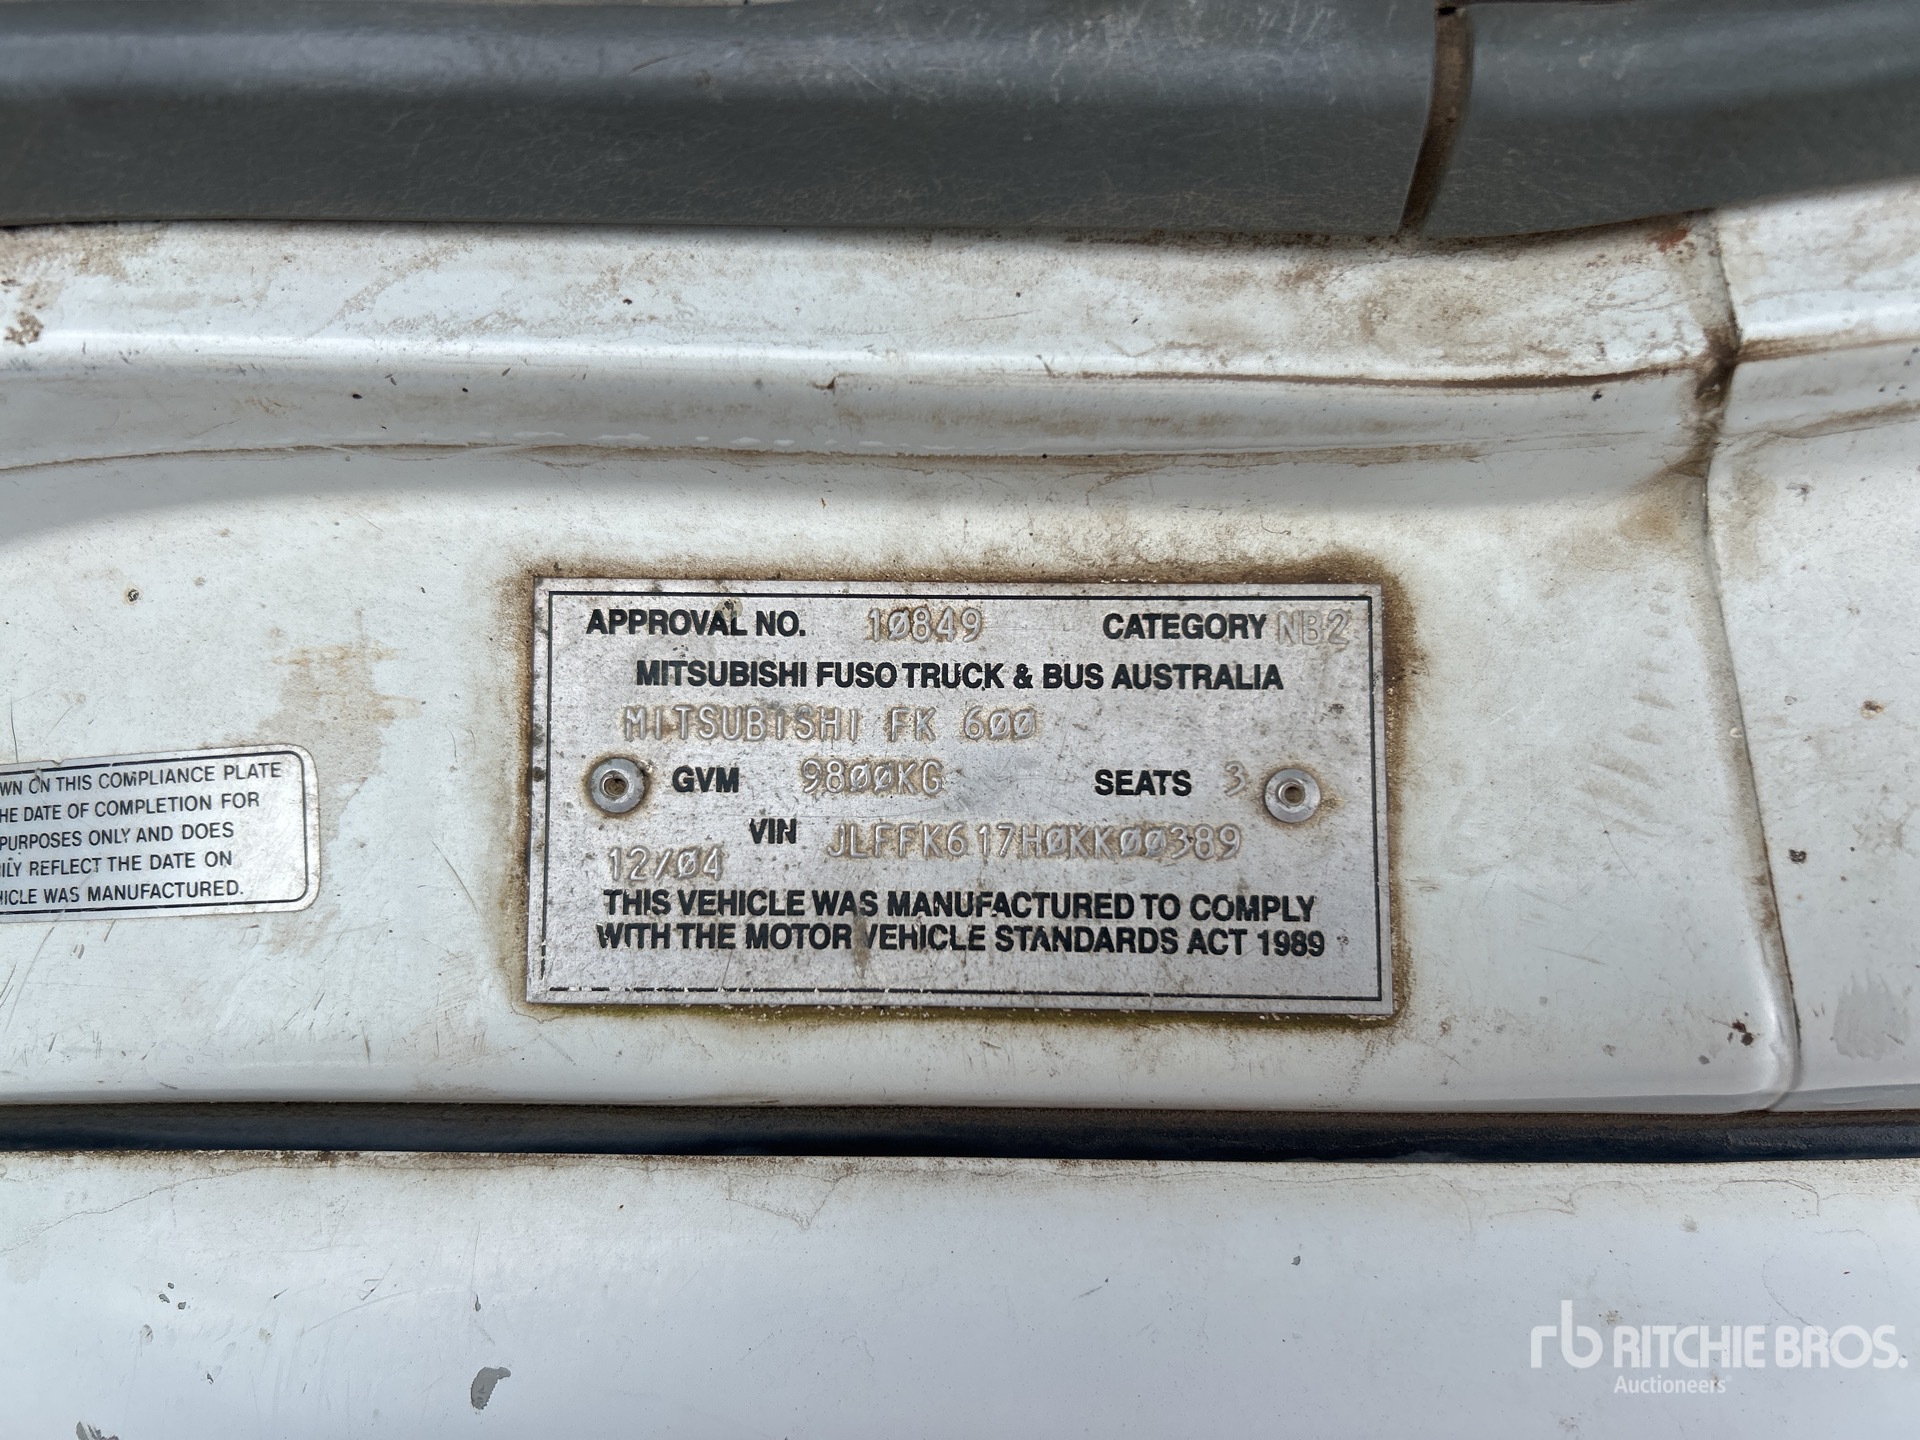 APPROVAL NO. 10849 CATEGORY NB2
MITSUBISHI FUSO TRUCK & BUS AUSTRALIA
MITSUBISHI FK 600
GVM 9800KG SEATS 3
VIN JLFFK617H0KK00389
12/04
THIS VEHICLE WAS MANUFACTURED TO COMPLY
WITH THE MOTOR VEHICLE STANDARDS ACT 1989
WN ON THIS COMPLIANCE PLATE
HE DATE OF COMPLETION FOR
PURPOSES ONLY AND DOES
ILY REFLECT THE DATE ON
HICLE WAS MANUFACTURED.
rb RITCHIE BROS.
Auctioneers